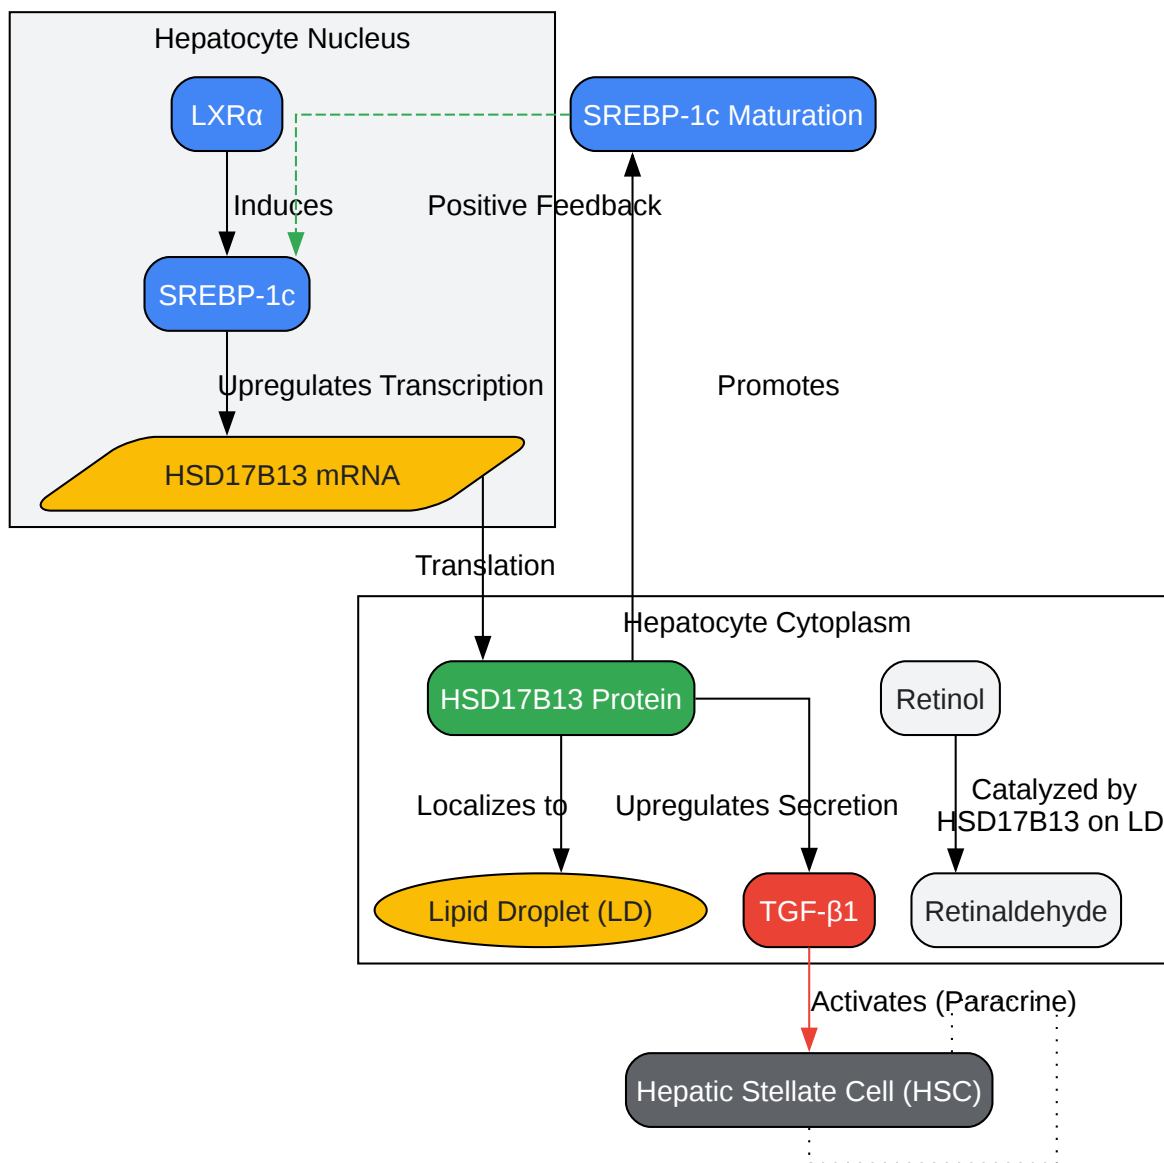 Hepatocyte Nucleus
LXRα
SREBP-1c Maturation
Induces
Positive Feedback
SREBP-1c
Upregulates Transcription
Promotes
HSD17B13 mRNA
Translation
Hepatocyte Cytoplasm
HSD17B13 Protein
Retinol
Localizes to
Upregulates Secretion
Catalyzed by
HSD17B13 on LD
Lipid Droplet (LD)
TGF-β1
Retinaldehyde
Activates (Paracrine)
Hepatic Stellate Cell (HSC)